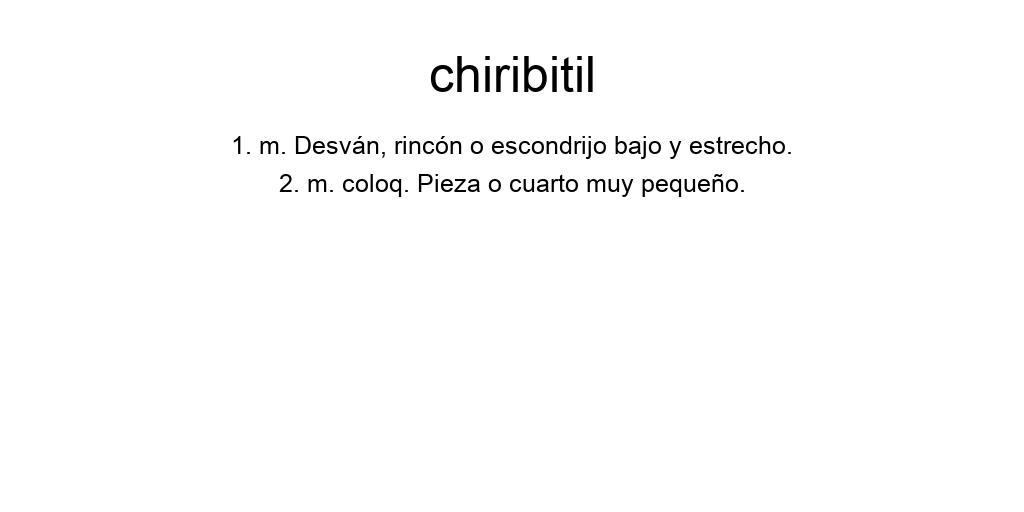 chiribitil
1. m. Desván, rincón o escondrijo bajo y estrecho.
2. m. coloq. Pieza o cuarto muy pequeño.